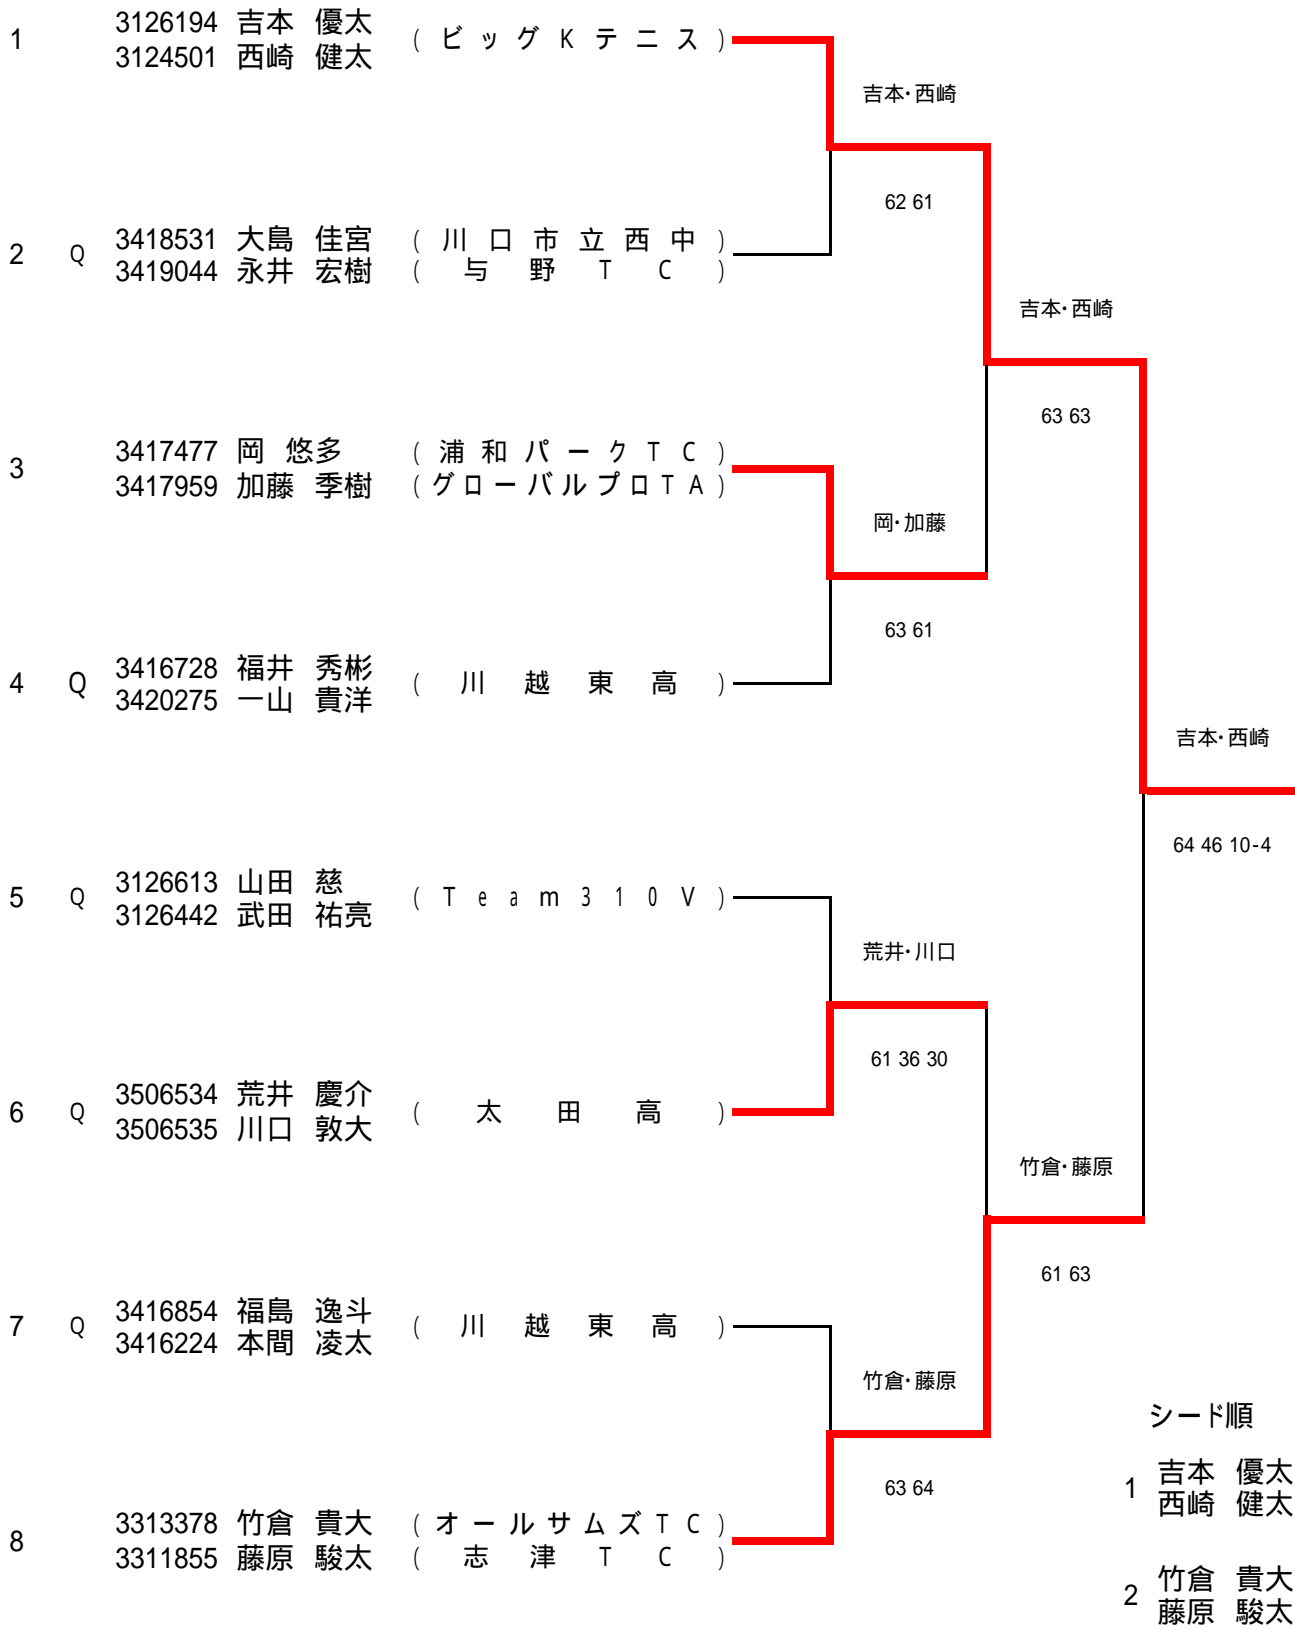 1 3126194 吉本 優太 (ビッグKテニス)
3124501 西崎 健太
吉本・西崎
62 61
2 Q 3418531 大島 佳宮 (川口市立西中)
3419044 永井 宏樹 (与野TC)
吉本・西崎
63 63
3 3417477 岡 悠多 (浦和パークTC)
3417959 加藤 季樹 (グローバルプロTA)
岡・加藤
63 61
4 Q 3416728 福井 秀彬 (川越東高)
3420275 一山 貴洋
吉本・西崎
64 46 10-4
5 Q 3126613 山田 慈 (Team310V)
3126442 武田 祐亮
荒井・川口
61 36 30
6 Q 3506534 荒井 慶介 (太田高)
3506535 川口 敦大
竹倉・藤原
61 63
7 Q 3416854 福島 逸斗 (川越東高)
3416224 本間 凌太
竹倉・藤原
63 64
8 3313378 竹倉 貴大 (オールサムズTC)
3311855 藤原 駿太 (志津TC)
シード順
1 吉本 優太
西崎 健太
2 竹倉 貴大
藤原 駿太